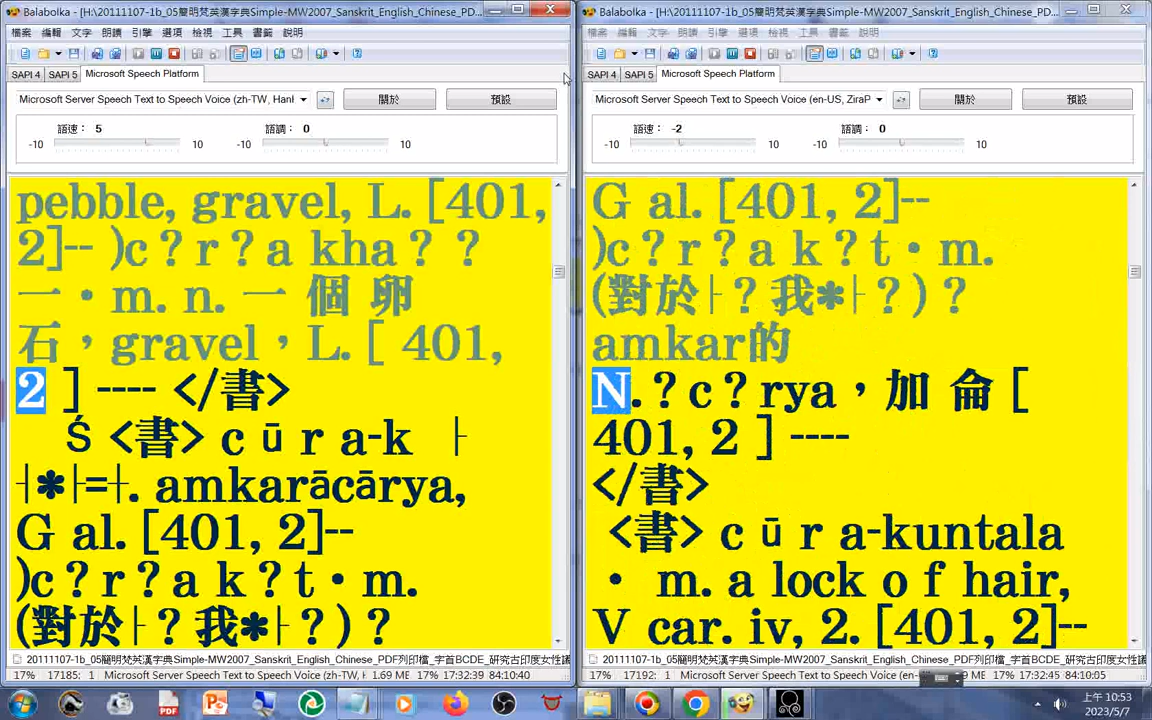 Balabolka - [H:\20111107-1b_05簡明梵英漢字典Simple-MW2007_Sanskrit_English_Chinese_PD...
檔案 編輯 文字 朗讀 引擎 選項 檢視 工具 書籤 說明
SAPI 4 SAPI 5 Microsoft Speech Platform
Microsoft Server Speech Text to Speech Voice (zh-TW, Hanl
關於 預設
語速： 5 語調： 0
-10 10 -10 10
pebble, gravel, L. [401,
2]-- )c？r？a kha？？
一・m. n. 一 個 卵
石，gravel，L. [ 401,
2 ] ---- </書>
Ś <書> c ū r a-k ├
┤✽├=┼. amkarācārya,
G al. [401, 2]--
)c？r？a k？t・m.
(對於├？我✽├？)？
20111107-1b_05簡明梵英漢字典Simple-MW2007_Sanskrit_English_Chinese_PDF列印檔_字首BCDE_研究古印度女性議
17% 17185: 1 Microsoft Server Speech Text to Speech Voice (zh-TW, 1.69 MB 17% 17:32:39 84:10:40
Balabolka - [H:\20111107-1b_05簡明梵英漢字典Simple-MW2007_Sanskrit_English_Chinese_PD...
檔案 編輯 文字 朗讀 引擎 選項 檢視 工具 書籤 說明
SAPI 4 SAPI 5 Microsoft Speech Platform
Microsoft Server Speech Text to Speech Voice (en-US, ZiraP
關於 預設
語速： -2 語調： 0
-10 10 -10 10
G al. [401, 2]--
)c？r？a k？t・m.
(對於├？我✽├？)？
amkar的
N.？c？rya，加 侖 [
401, 2 ] ----
</書>
<書> c ū r a-kuntala
・ m. a lock o f hair,
V car. iv, 2. [401, 2]--
20111107-1b_05簡明梵英漢字典Simple-MW2007_Sanskrit_English_Chinese_PDF列印檔_字首BCDE_研究古印度女性議
17% 17192: 1 Microsoft Server Speech Text to Speech Voice (en-US 17% 17:32:45 84:10:05
PDF
上午 10:53
2023/5/7